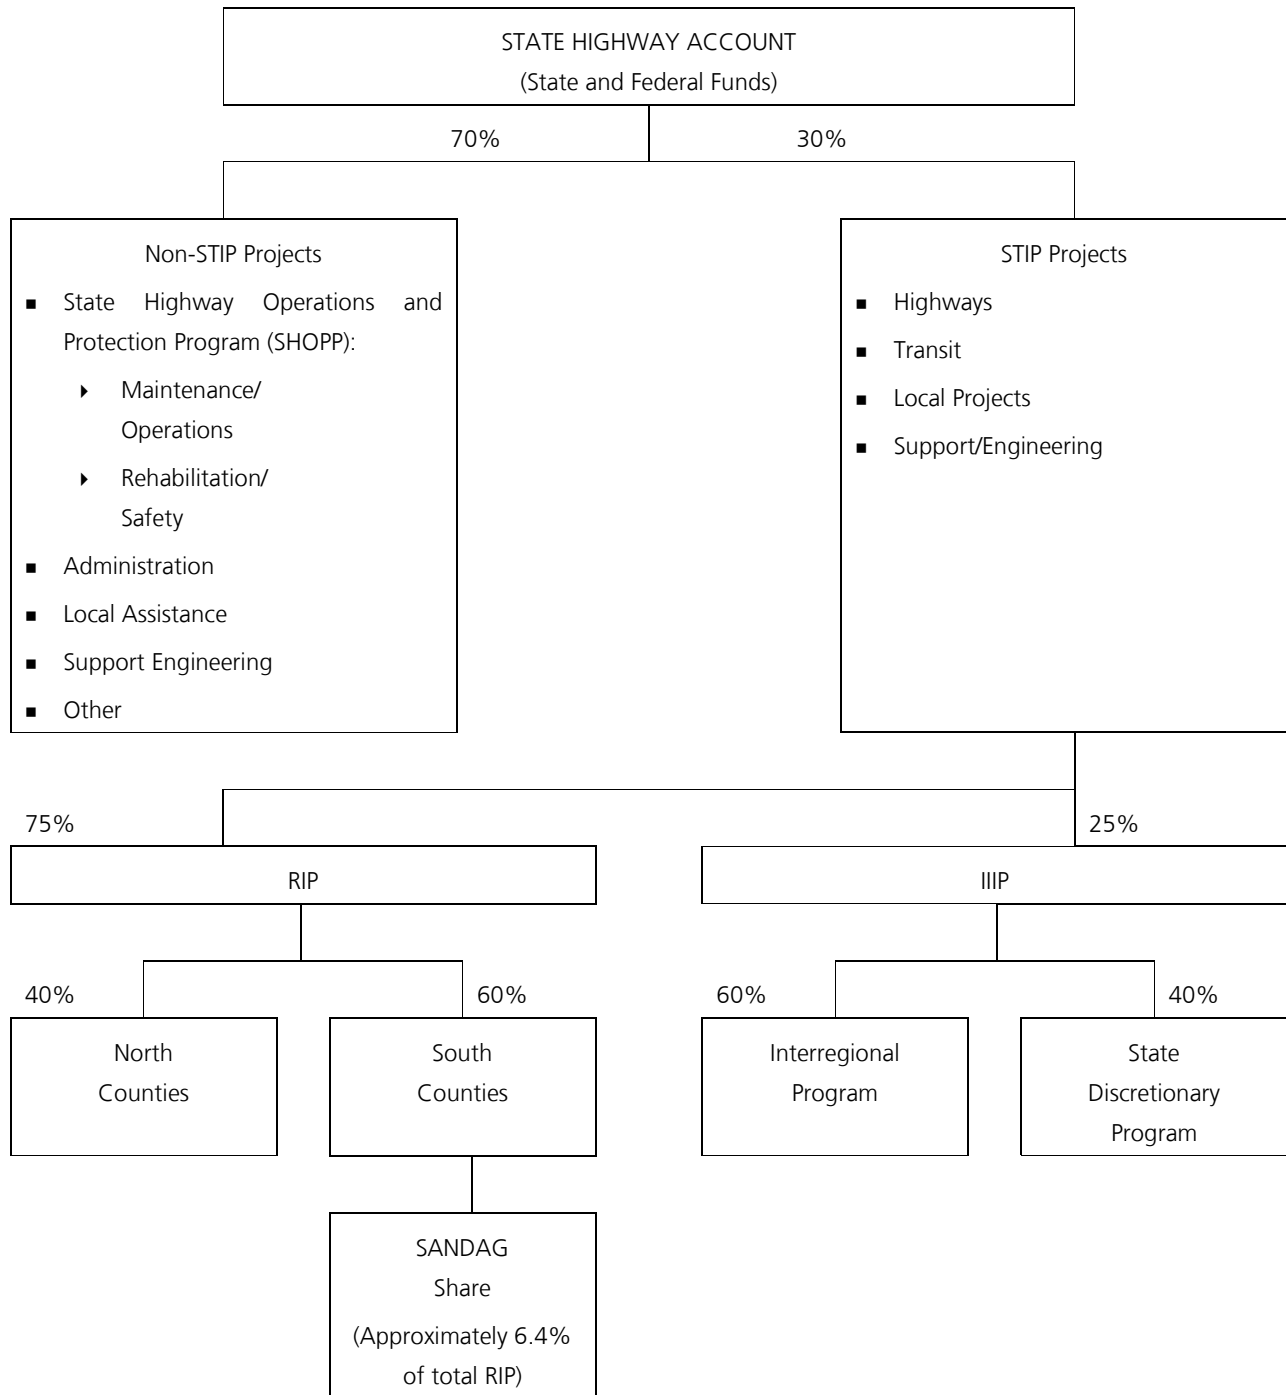 STATE HIGHWAY ACCOUNT
(State and Federal Funds)
70%
30%
Non-STIP Projects
■ State Highway Operations and
Protection Program (SHOPP):
Maintenance/
Operations
Rehabilitation/
Safety
■ Administration
■ Local Assistance
■ Support Engineering
■ Other
STIP Projects
■ Highways
■ Transit
■ Local Projects
■ Support/Engineering
75%
25%
RIP
IIIP
40%
60%
60%
40%
North
Counties
South
Counties
Interregional
Program
State
Discretionary
Program
SANDAG
Share
(Approximately 6.4%
of total RIP)